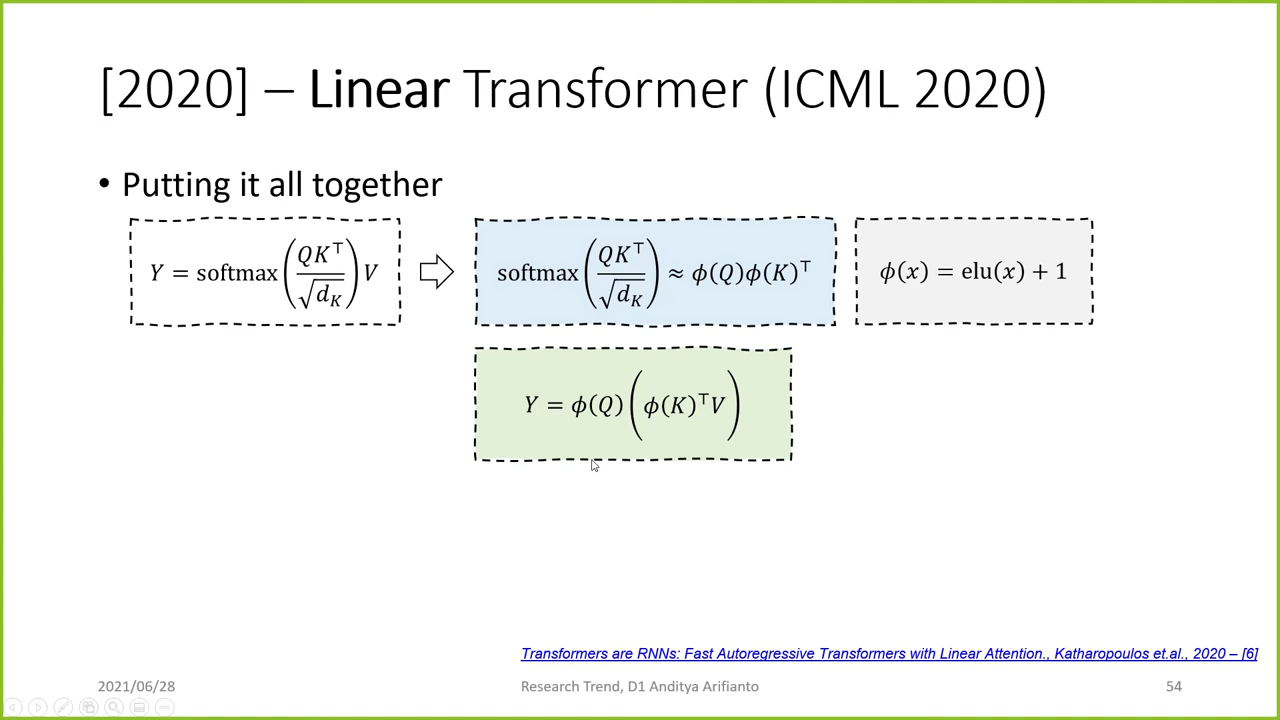 [2020] – Linear Transformer (ICML 2020)
• Putting it all together
Y = softmax(QK⊤/√d_K)V
softmax(QK⊤/√d_K) ≈ ϕ(Q)ϕ(K)⊤
ϕ(x) = elu(x) + 1
Y = ϕ(Q)(ϕ(K)⊤V)
Transformers are RNNs: Fast Autoregressive Transformers with Linear Attention., Katharopoulos et.al., 2020 – [6]
2021/06/28
Research Trend, D1 Anditya Arifianto
54